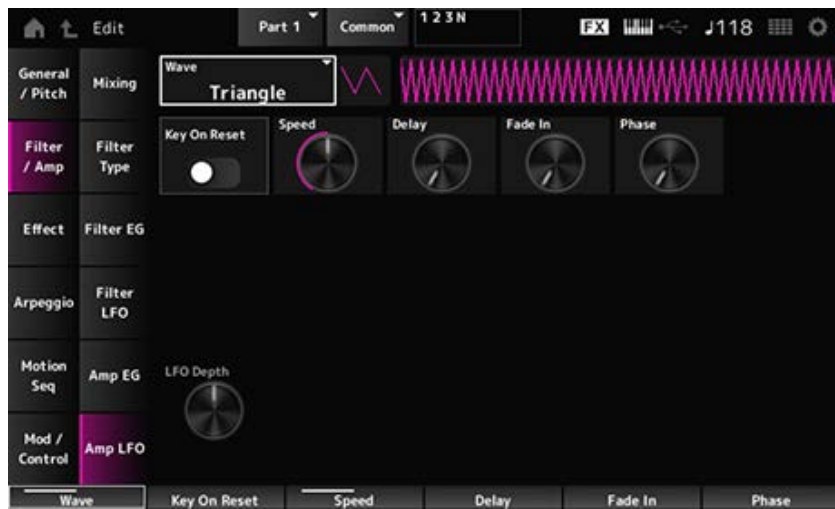 Edit
Part 1
Common
1 2 3 N
FX
♩118
General
/ Pitch
Filter
/ Amp
Effect
Arpeggio
Motion
Seq
Mod /
Control
Mixing
Filter
Type
Filter EG
Filter
LFO
Amp EG
Amp LFO
Wave
Triangle
Key On Reset
Speed
Delay
Fade In
Phase
LFO Depth
Wave
Key On Reset
Speed
Delay
Fade In
Phase